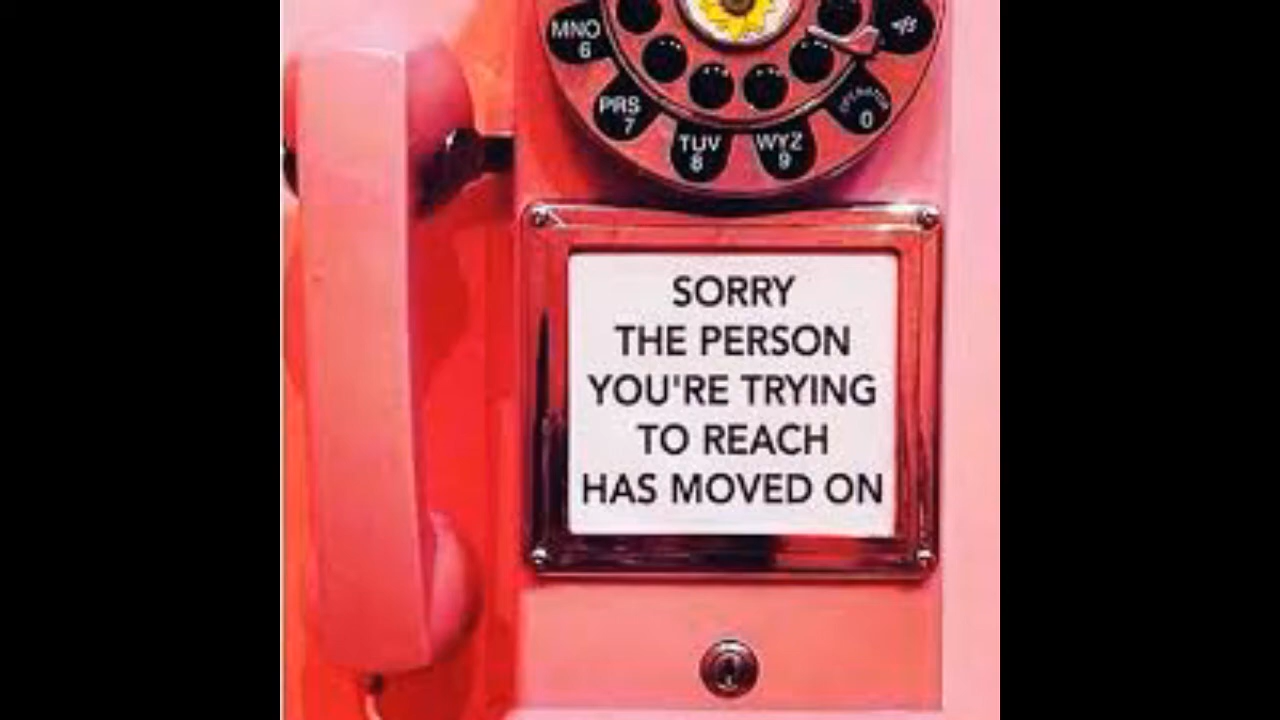 MNO
6
PRS
7
TUV
8
WYZ
9
OPERATOR
0
SORRY
THE PERSON
YOU'RE TRYING
TO REACH
HAS MOVED ON